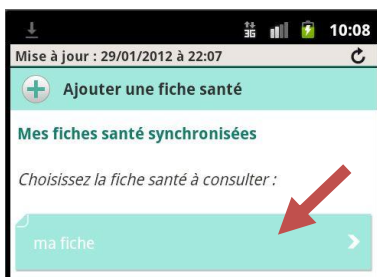 3G 10:08
Mise à jour : 29/01/2012 à 22:07
Ajouter une fiche santé
Mes fiches santé synchronisées
Choisissez la fiche santé à consulter :
ma fiche